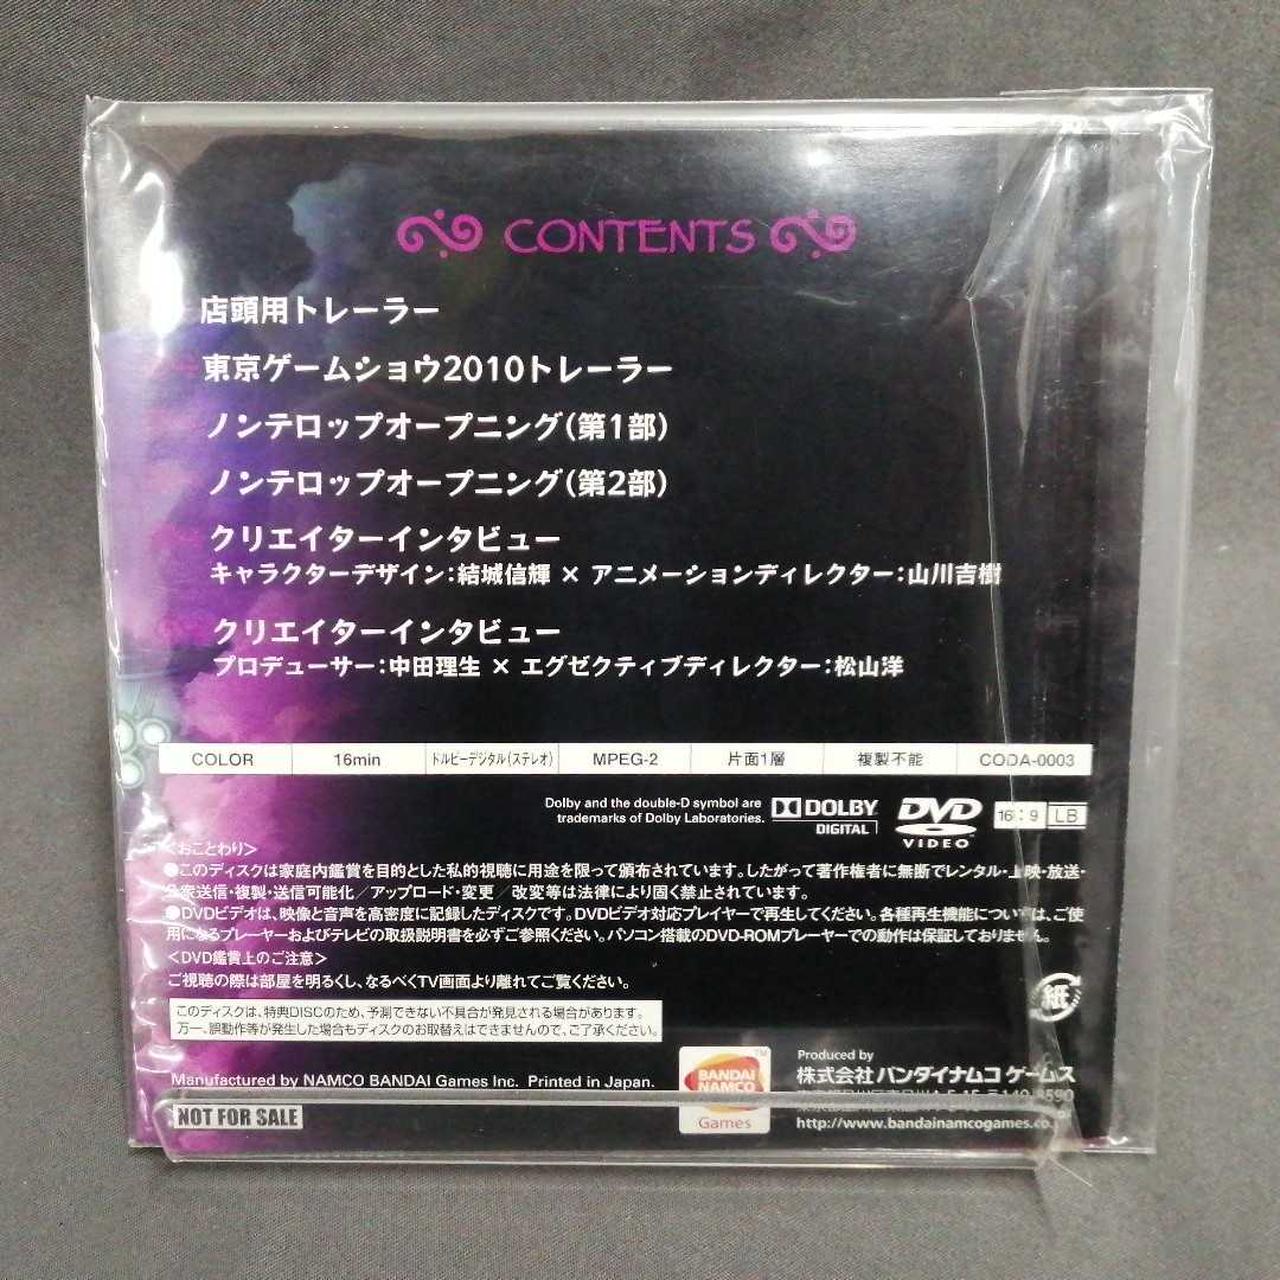 CONTENTS
店頭用トレーラー
東京ゲームショウ2010トレーラー
ノンテロップオープニング(第1部)
ノンテロップオープニング(第2部)
クリエイターインタビュー
キャラクターデザイン:結城信輝 × アニメーションディレクター:山川吉樹
クリエイターインタビュー
プロデューサー:中田理生 × エグゼクティブディレクター:松山洋
COLOR 16min ドルビーデジタル(ステレオ) MPEG-2 片面1層 複製不能 CODA-0003
Dolby and the double-D symbol are
trademarks of Dolby Laboratories.
DOLBY
DIGITAL
DVD
VIDEO
16:9 LB
<おことわり>
●このディスクは家庭内鑑賞を目的とした私的視聴に用途を限って頒布されています。したがって著作権者に無断でレンタル・上映・放送・
公衆送信・複製・送信可能化/アップロード・変更/改変等は法律により固く禁止されています。
●DVDビデオは、映像と音声を高密度に記録したディスクです。DVDビデオ対応プレイヤーで再生してください。各種再生機能については、ご使
用になるプレーヤーおよびテレビの取扱説明書を必ずご参照ください。パソコン搭載のDVD-ROMプレーヤーでの動作は保証しておりません。
<DVD鑑賞上のご注意>
ご視聴の際は部屋を明るくし、なるべくTV画面より離れてご覧ください。
紙
このディスクは、特典DISCのため、予測できない不具合が発見される場合があります。
万一、誤動作等が発生した場合もディスクのお取替えはできませんので、ご了承ください。
Manufactured by NAMCO BANDAI Games Inc. Printed in Japan.
NOT FOR SALE
TM
BANDAI
NAMCO
Games
Produced by
株式会社 バンダイナムコ ゲームス
4-5-15 〒140-8590
http://www.bandainamcogames.co.